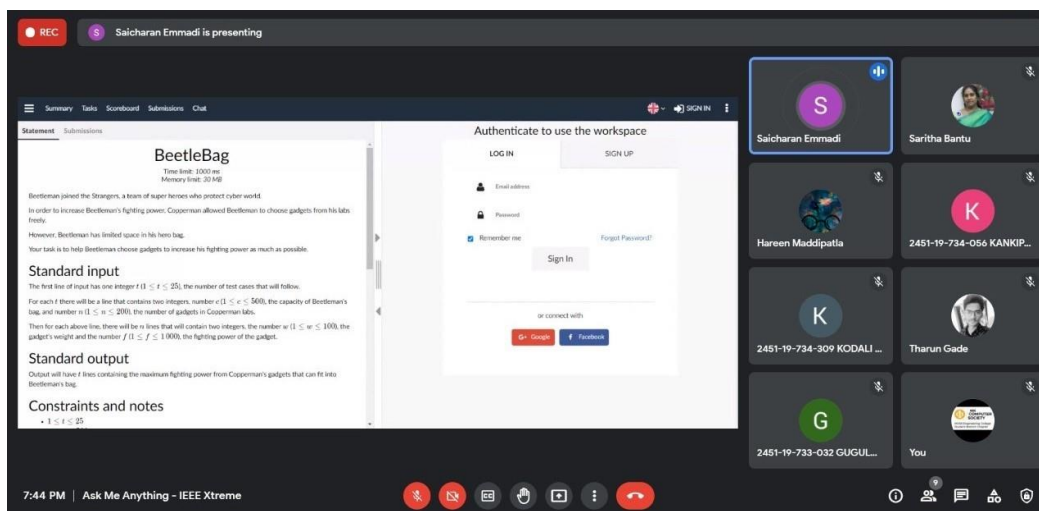 REC
S
Saicharan Emmadi is presenting
Summary Tasks Scoreboard Submissions Chat
SIGN IN
Statement Submissions
BeetleBag
Time limit: 1000 ms
Memory limit: 30 MB
Beetleman joined the Strangers, a team of super heroes who protect cyber world.
In order to increase Beetleman's fighting power, Copperman allowed Beetleman to choose gadgets from his labs
freely.
However, Beetleman has limited space in his hero bag.
Your task is to help Beetleman choose gadgets to increase his fighting power as much as possible.
Standard input
The first line of input has one integer t (1 ≤ t ≤ 25), the number of test cases that will follow.
For each t there will be a line that contains two integers, number c (1 ≤ c ≤ 500), the capacity of Beetleman's
bag, and number n (1 ≤ n ≤ 200), the number of gadgets in Copperman labs.
Then for each above line, there will be n lines that will contain two integers, the number w (1 ≤ w ≤ 100), the
gadget's weight and the number f (1 ≤ f ≤ 1 000), the fighting power of the gadget.
Standard output
Output will have t lines containing the maximum fighting power from Copperman's gadgets that can fit into
Beetleman's bag.
Constraints and notes
• 1 ≤ t ≤ 25
Authenticate to use the workspace
LOG IN SIGN UP
Email address
Password
Remember me Forgot Password?
Sign In
or connect with
G+ Google f Facebook
S
Saicharan Emmadi
Saritha Bantu
Hareen Maddipatla
K
2451-19-734-056 KANKIP...
K
2451-19-734-309 KODALI ...
Tharun Gade
G
2451-19-733-032 GUGUL...
COMPUTER
SOCIETY
You
7:44 PM | Ask Me Anything - IEEE Xtreme
CC
9